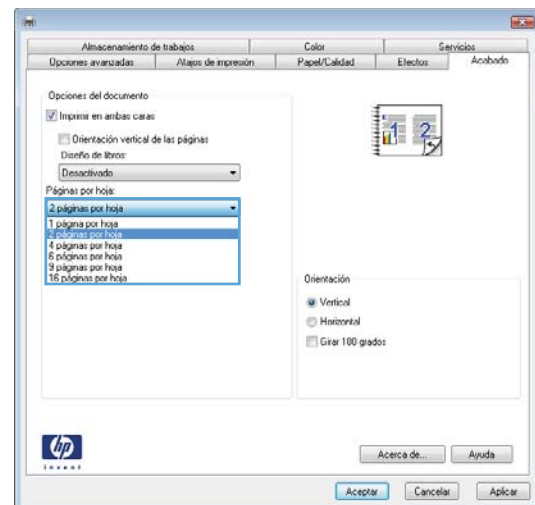 Almacenamiento de trabajos Color Servicios
Opciones avanzadas Atajos de impresión Papel/Calidad Efectos Acabado
Opciones del documento
Imprimir en ambas caras
Orientación vertical de las páginas
Diseño de libros:
Desactivado
Páginas por hoja:
2 páginas por hoja
1 página por hoja
2 páginas por hoja
4 páginas por hoja
6 páginas por hoja
9 páginas por hoja
16 páginas por hoja
1 2
Orientación
Vertical
Horizontal
Girar 180 grados
hp
invent
Acerca de... Ayuda
Aceptar Cancelar Aplicar